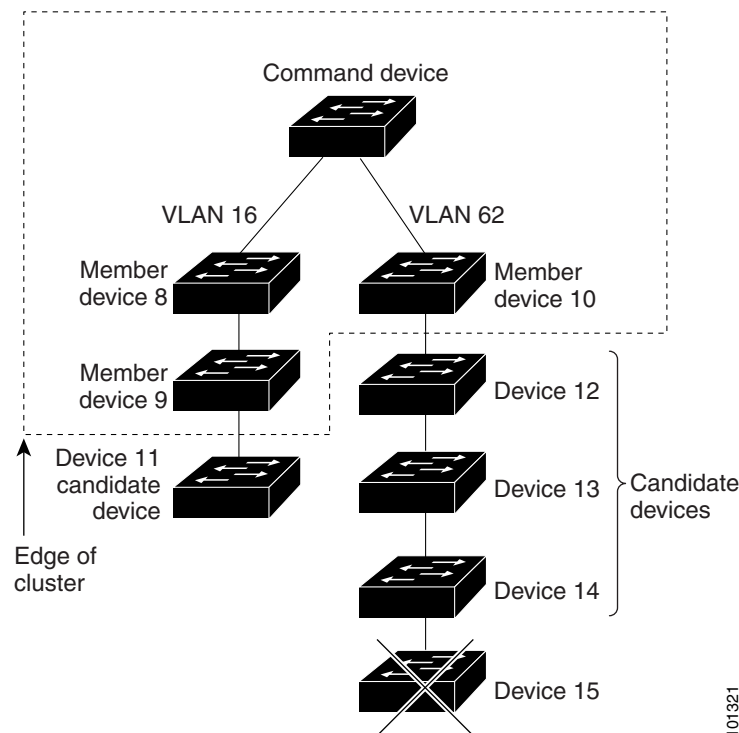 Command device
VLAN 16
VLAN 62
Member
device 8
Member
device 10
Member
device 9
Device 12
Device 11
candidate
device
Device 13
Candidate
devices
Edge of
cluster
Device 14
Device 15
101321